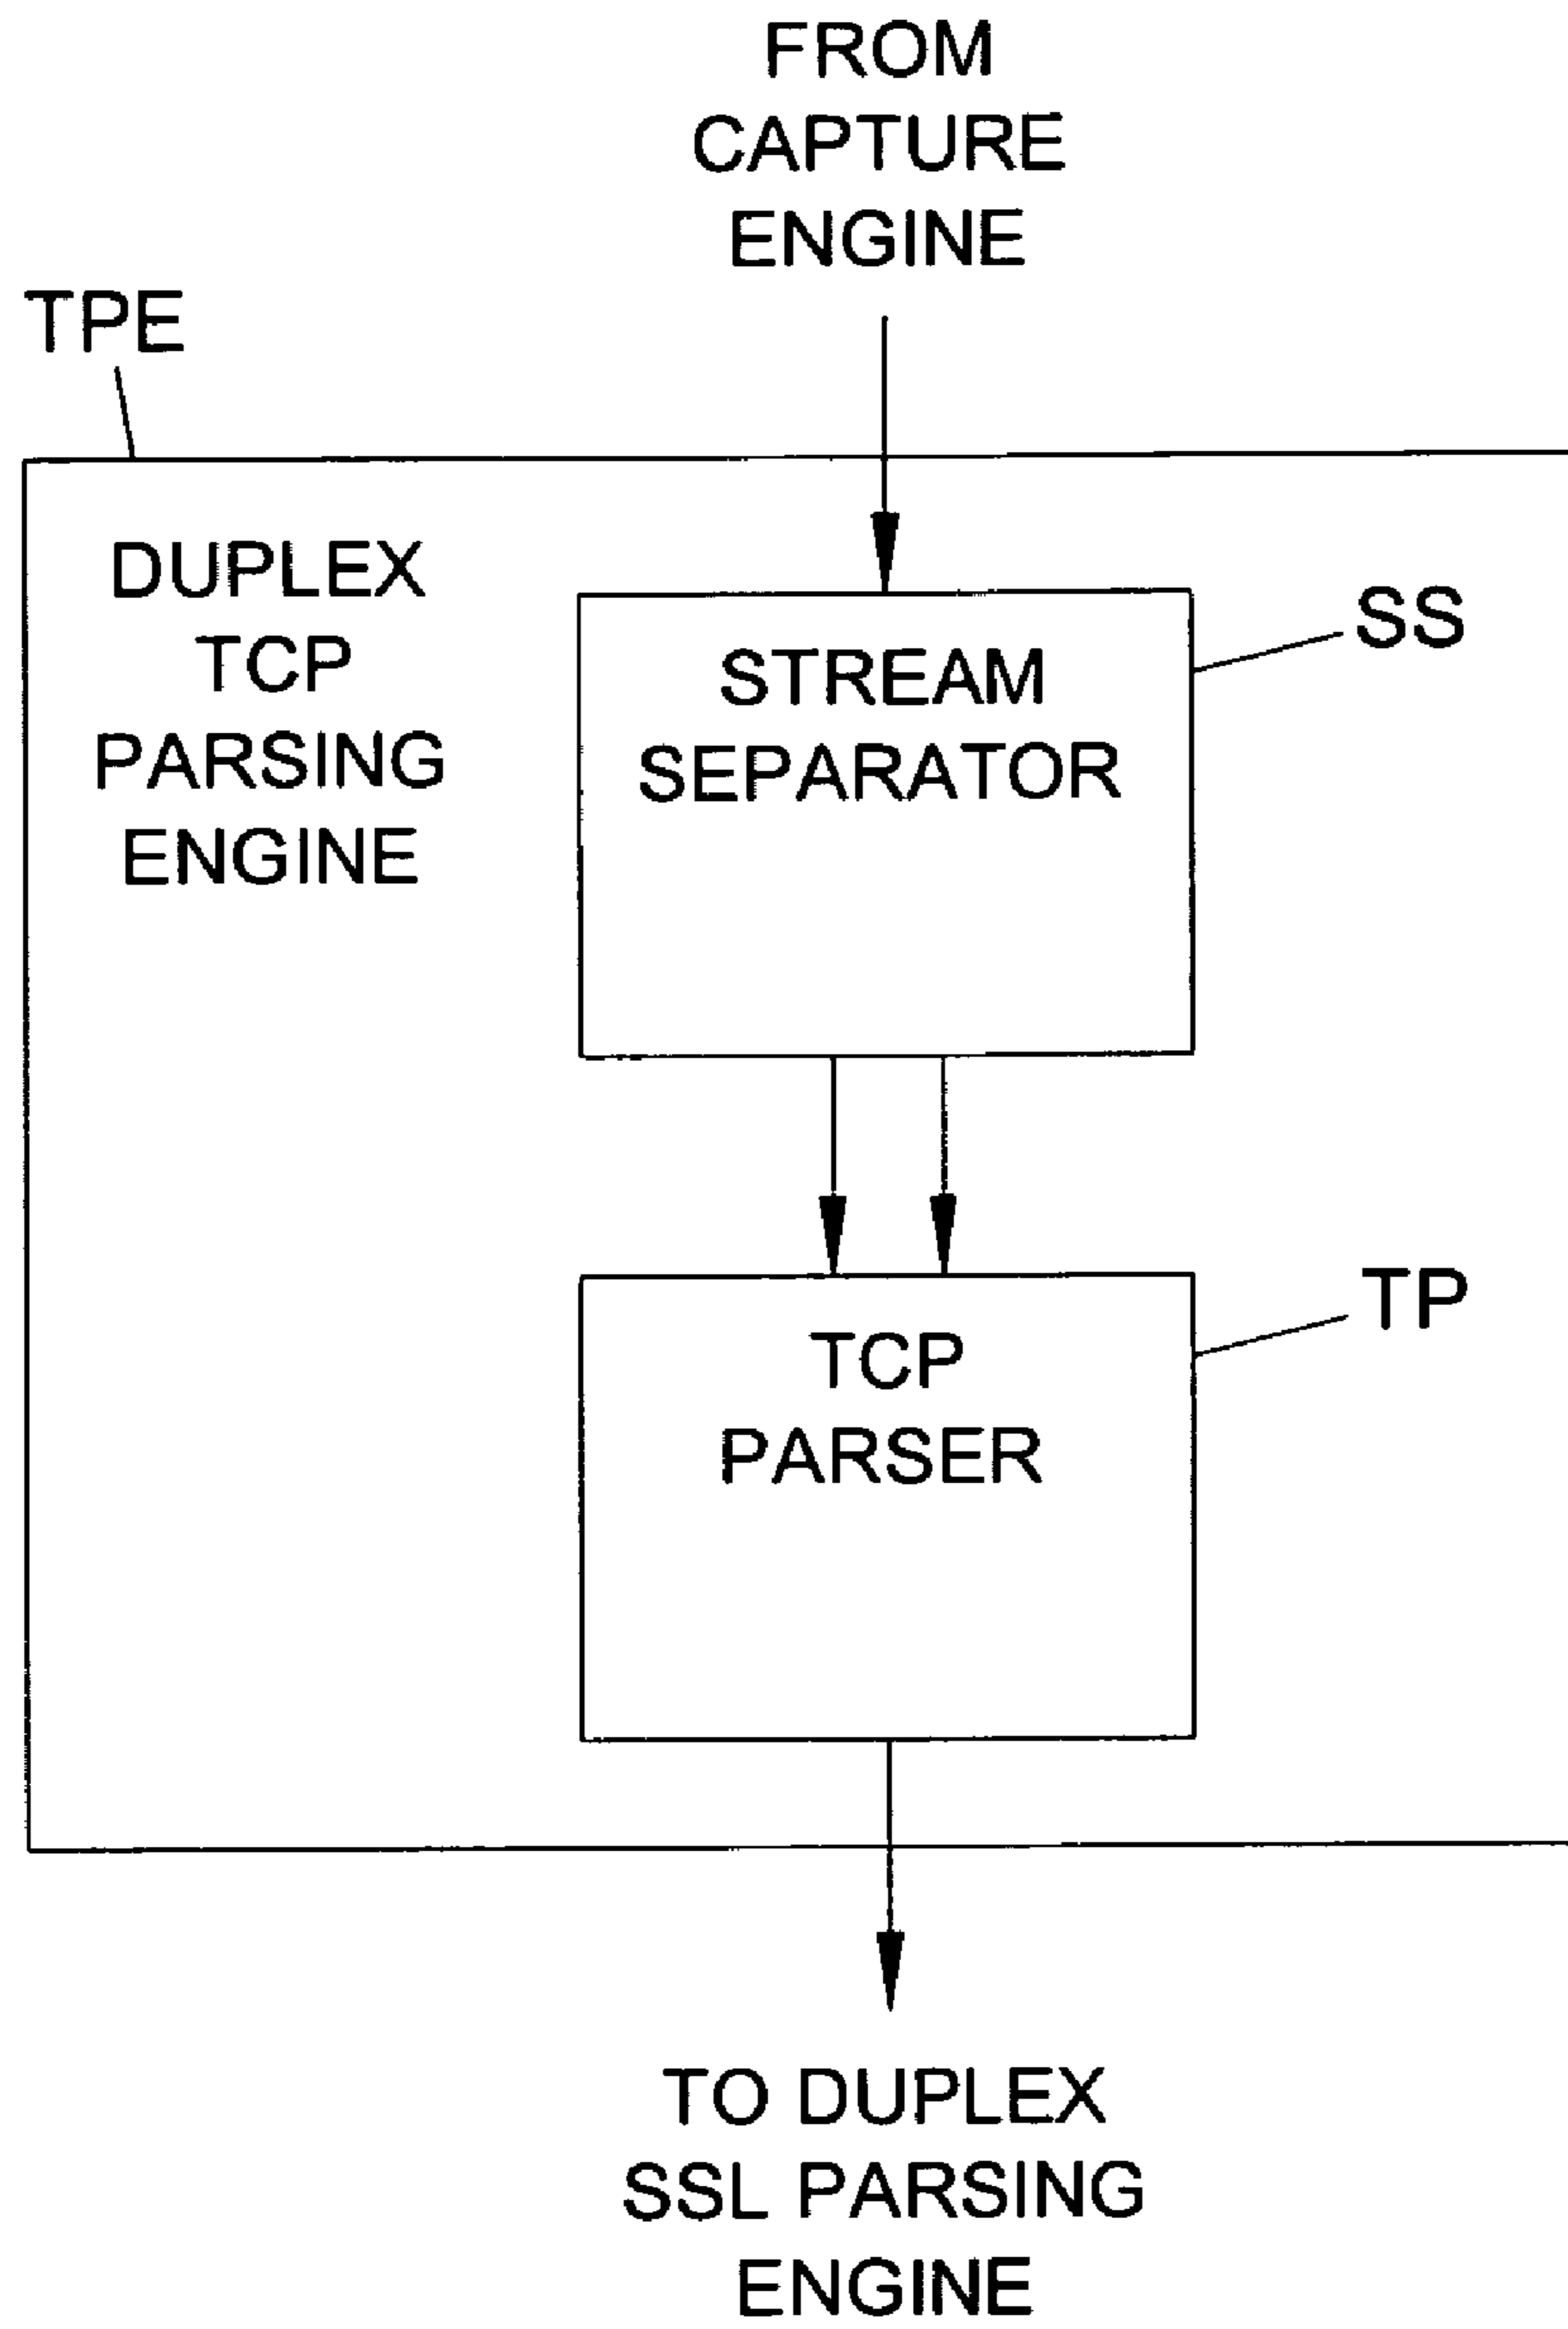 FROM
CAPTURE
ENGINE
TPE
DUPLEX
TCP
PARSING
ENGINE
STREAM
SEPARATOR
SS
TCP
PARSER
TP
TO DUPLEX
SSL PARSING
ENGINE